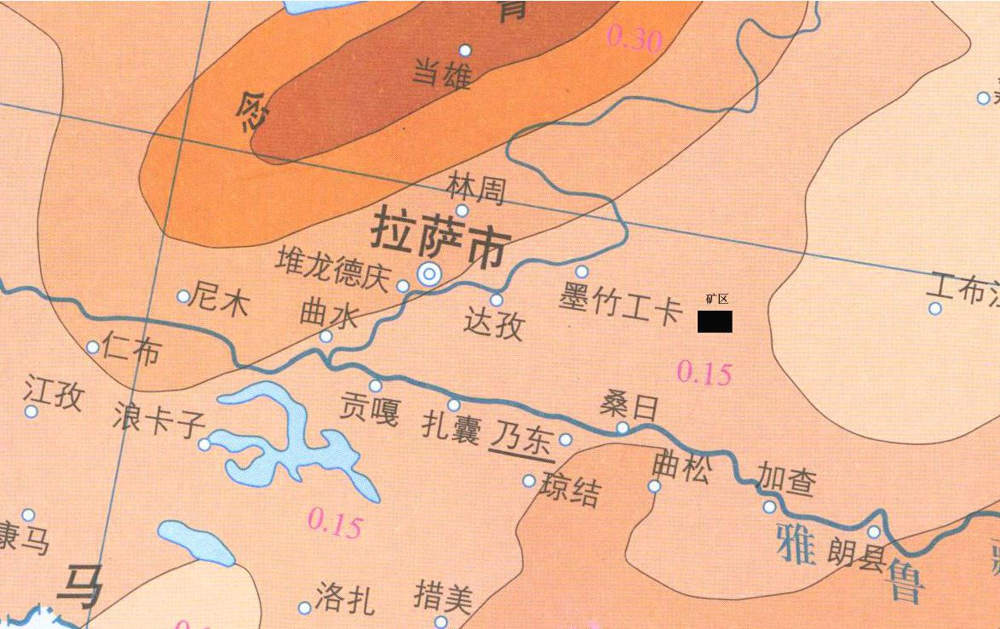 青
0.30
当雄
念
林周
拉萨市
堆龙德庆
尼木
曲水
达孜
墨竹工卡
矿区
工布江
仁布
0.15
江孜
浪卡子
贡嘎
扎囊
乃东
桑日
曲松
加查
琼结
康马
0.15
雅
朗县
鲁
马
洛扎
措美